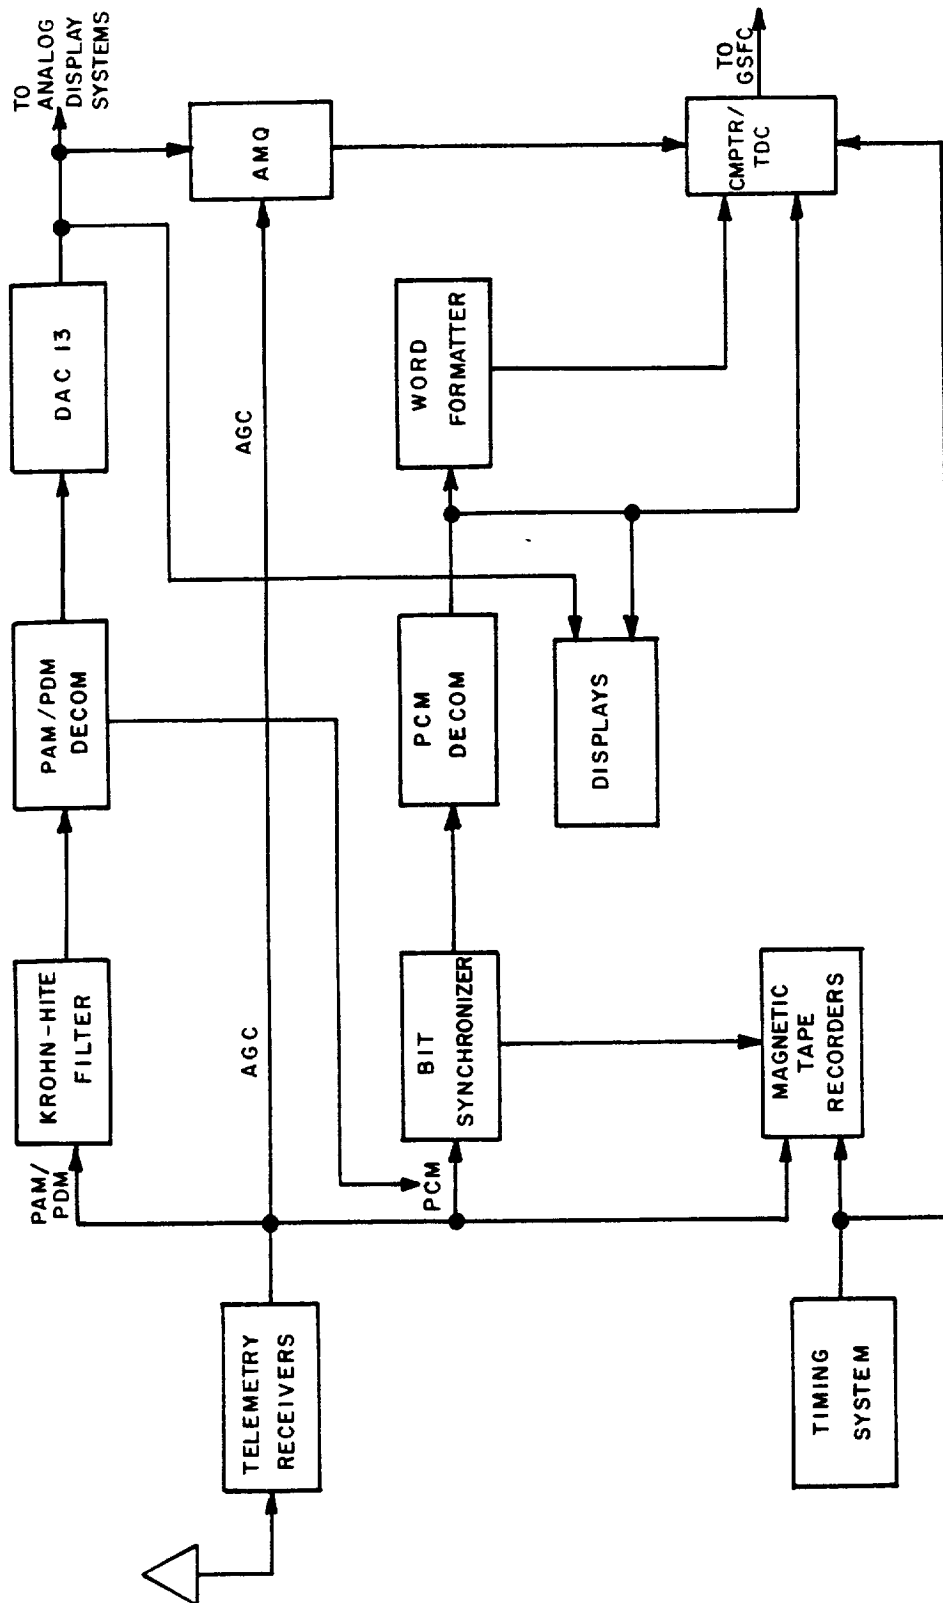 TO
ANALOG
DISPLAY
SYSTEMS
DAC 13
PAM/PDM
DECOM
KROHN-HITE
FILTER
PAM/
PDM
AMQ
AGC
AGC
TELEMETRY
RECEIVERS
WORD
FORMATTER
PCM
DECOM
BIT
SYNCHRONIZER
PCM
DISPLAYS
TO
GSFC
CMPTR/
TDC
MAGNETIC
TAPE
RECORDERS
TIMING
SYSTEM